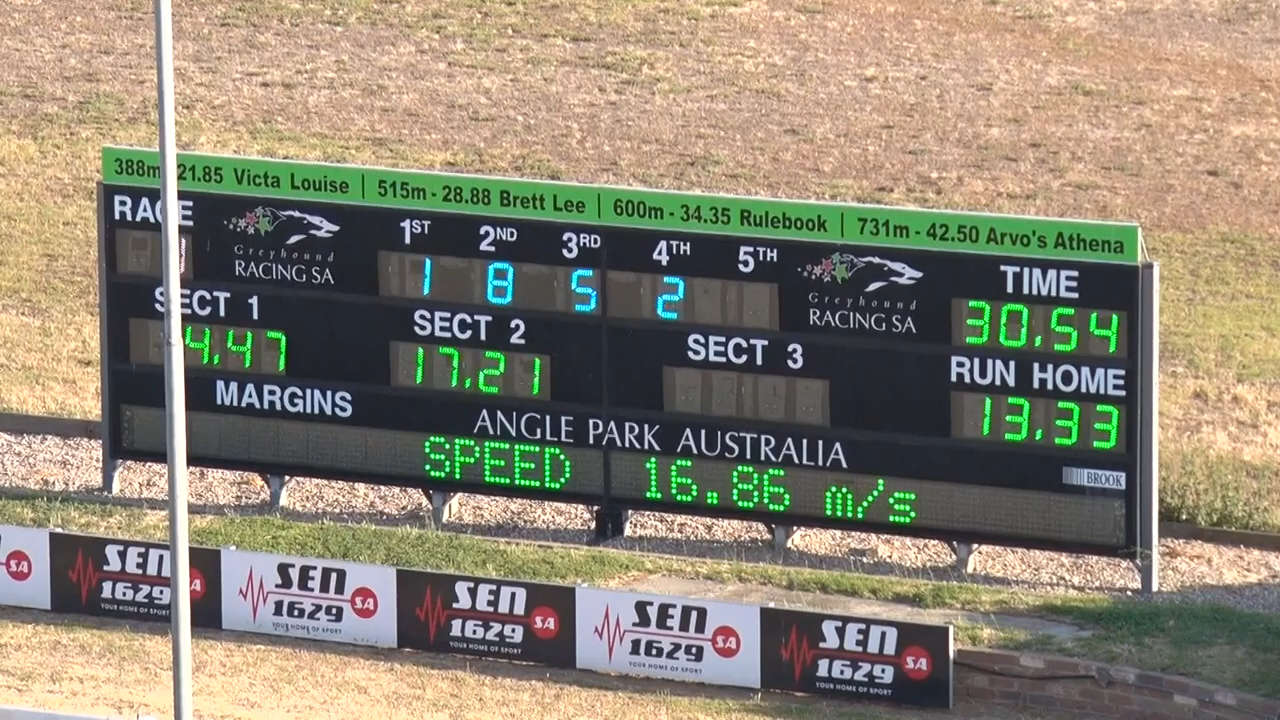 388m 21.85 Victa Louise | 515m - 28.88 Brett Lee | 600m - 34.35 Rulebook | 731m - 42.50 Arvo's Athena
RACE
Greyhound
RACING SA
1ST 2ND 3RD 4TH 5TH
1 8 5 2
Greyhound
RACING SA
TIME
30.54
SECT 1
4.47
SECT 2
17.21
SECT 3
RUN HOME
13.33
MARGINS
ANGLE PARK AUSTRALIA
SPEED 16.86 m/s
BROOK
SA
SEN
1629
YOUR HOME OF SPORT
SEN
1629
SA
YOUR HOME OF SPORT
SEN
1629
SA
YOUR HOME OF SPORT
SEN
1629
SA
YOUR HOME OF SPORT
SEN
1629
SA
YOUR HOME OF SPORT